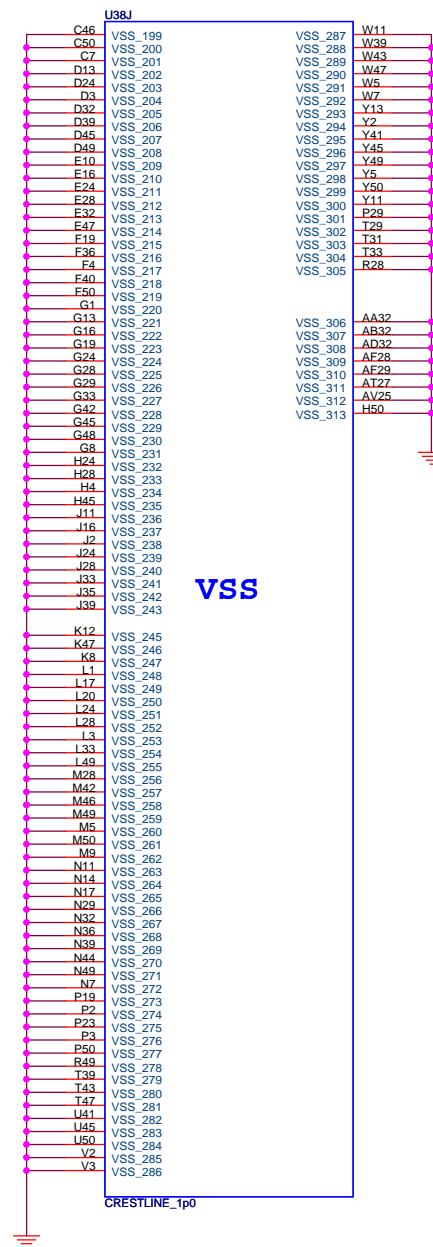 U38J
C46 VSS_199 VSS_287 W11
C50 VSS_200 VSS_288 W39
C7 VSS_201 VSS_289 W43
D13 VSS_202 VSS_290 W47
D24 VSS_203 VSS_291 W5
D3 VSS_204 VSS_292 W7
D32 VSS_205 VSS_293 Y13
D39 VSS_206 VSS_294 Y2
D45 VSS_207 VSS_295 Y41
D49 VSS_208 VSS_296 Y45
E10 VSS_209 VSS_297 Y49
E16 VSS_210 VSS_298 Y5
E24 VSS_211 VSS_299 Y50
E28 VSS_212 VSS_300 Y11
E32 VSS_213 VSS_301 P29
E47 VSS_214 VSS_302 T29
F19 VSS_215 VSS_303 T31
F36 VSS_216 VSS_304 T33
F4 VSS_217 VSS_305 R28
F40 VSS_218
F50 VSS_219
G1 VSS_220
G13 VSS_221 VSS_306 AA32
G16 VSS_222 VSS_307 AB32
G19 VSS_223 VSS_308 AD32
G24 VSS_224 VSS_309 AF28
G28 VSS_225 VSS_310 AF29
G29 VSS_226 VSS_311 AT27
G33 VSS_227 VSS_312 AV25
G42 VSS_228 VSS_313 H50
G45 VSS_229
G48 VSS_230
G8 VSS_231
H24 VSS_232
H28 VSS_233
H4 VSS_234
H45 VSS_235
J11 VSS_236
J16 VSS_237
J2 VSS_238
J24 VSS_239
J28 VSS_240
J33 VSS_241
J35 VSS_242
J39 VSS_243
VSS
K12 VSS_245
K47 VSS_246
K8 VSS_247
L1 VSS_248
L17 VSS_249
L20 VSS_250
L24 VSS_251
L28 VSS_252
L3 VSS_253
L33 VSS_254
L49 VSS_255
M28 VSS_256
M42 VSS_257
M46 VSS_258
M49 VSS_259
M5 VSS_260
M50 VSS_261
M9 VSS_262
N11 VSS_263
N14 VSS_264
N17 VSS_265
N29 VSS_266
N32 VSS_267
N36 VSS_268
N39 VSS_269
N44 VSS_270
N49 VSS_271
N7 VSS_272
P19 VSS_273
P2 VSS_274
P23 VSS_275
P3 VSS_276
P50 VSS_277
R49 VSS_278
T39 VSS_279
T43 VSS_280
T47 VSS_281
U41 VSS_282
U45 VSS_283
U50 VSS_284
V2 VSS_285
V3 VSS_286
CRESTLINE_1p0